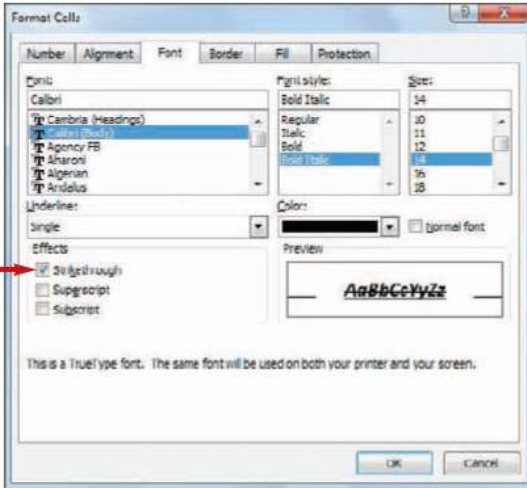 Format Cells
Number Alignment Font Border Fill Protection
Font: Font style: Size:
Calibri Bold Italic 14
Cambria (Headings) Regular 10
Calibri (Body) Italic 11
Agency FB Bold 12
Aharoni Bold Italic 14
Algerian 16
Andalus 18
Underline: Color:
Single Normal font
Effects Preview
Strikethrough
Superscript AaBbCcYyZz
Subscript
This is a TrueType font. The same font will be used on both your printer and your screen.
OK Cancel